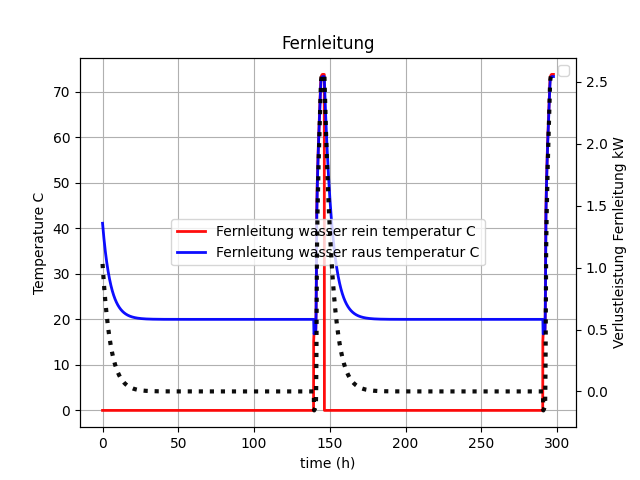 Fernleitung
Temperature C
70
60
50
40
30
20
10
0
Fernleitung wasser rein temperatur C
Fernleitung wasser raus temperatur C
2.5
2.0
1.5
1.0
0.5
0.0
Verlustleistung Fernleitung kW
0 50 100 150 200 250 300
time (h)